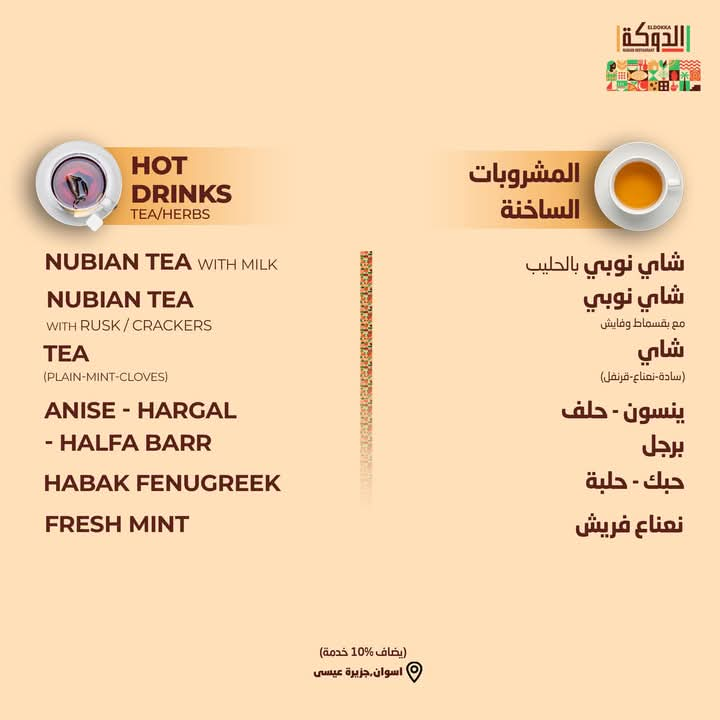 ELDOKKA
الدوكة
NUBIAN RESTAURANT
HOT
DRINKS
TEA/HERBS
المشروبات
الساخنة
NUBIAN TEA WITH MILK
شاي نوبي بالحليب
NUBIAN TEA
شاي نوبي
WITH RUSK / CRACKERS
مع بقسماط وفايش
TEA
شاي
(PLAIN-MINT-CLOVES)
(سادة-نعناع-قرنفل)
ANISE - HARGAL
ينسون - حلف
- HALFA BARR
برجل
HABAK FENUGREEK
حبك - حلبة
FRESH MINT
نعناع فريش
(يضاف %10 خدمة)
اسوان,جزيرة عيسى